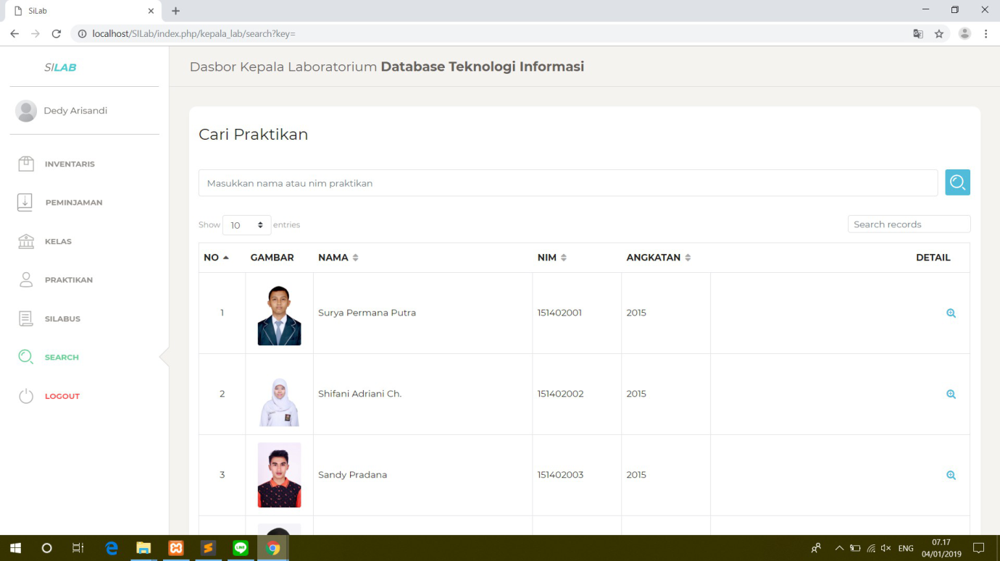 SiLab
localhost/SILab/index.php/kepala_lab/search?key=
SILAB
Dasbor Kepala Laboratorium Database Teknologi Informasi
Dedy Arisandi
INVENTARIS
PEMINJAMAN
KELAS
PRAKTIKAN
SILABUS
SEARCH
LOGOUT
Cari Praktikan
Masukkan nama atau nim praktikan
Show 10 entries
Search records
NO GAMBAR NAMA NIM ANGKATAN DETAIL
1 Surya Permana Putra 151402001 2015
2 Shifani Adriani Ch. 151402002 2015
3 Sandy Pradana 151402003 2015
ENG
07.17
04/01/2019